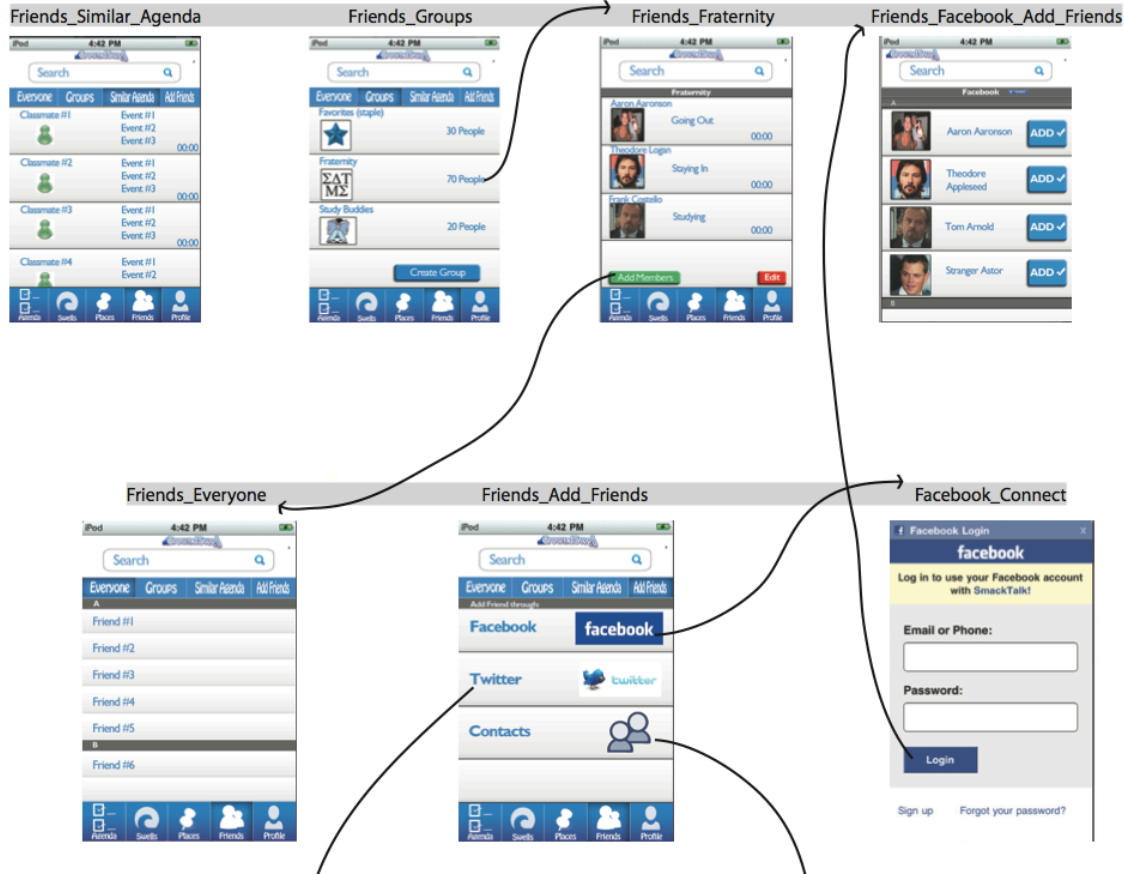 Friends_Similar_Agenda
Friends_Groups
Friends_Fraternity
Friends_Facebook_Add_Friends
iPod 4:42 PM
Search
Everyone Groups Similar Agenda Add Friends
Classmate #1
Event #1
Event #2
Event #3
00:00
Classmate #2
Event #1
Event #2
Event #3
00:00
Classmate #3
Event #1
Event #2
Event #3
00:00
Classmate #4
Event #1
Event #2
Agenda Swells Places Friends Profile
iPod 4:42 PM
Search
Everyone Groups Similar Agenda Add Friends
Favorites (staple)
30 People
Fraternity
ΣΔΤ
ΜΣ
70 People
Study Buddies
20 People
Create Group
Agenda Swells Places Friends Profile
iPod 4:42 PM
Search
Fraternity
Aaron Aaronson
Going Out
00:00
Theodore Logan
Staying In
00:00
Frank Costello
Studying
00:00
Add Members
Edit
Agenda Swells Places Friends Profile
iPod 4:42 PM
Search
Facebook
A
Aaron Aaronson
ADD ✓
Theodore
Appleseed
ADD ✓
Tom Arnold
ADD ✓
Stranger Astor
ADD ✓
B
Friends_Everyone
Friends_Add_Friends
Facebook_Connect
iPod 4:42 PM
Search
Everyone Groups Similar Agenda Add Friends
A
Friend #1
Friend #2
Friend #3
Friend #4
Friend #5
B
Friend #6
Agenda Swells Places Friends Profile
iPod 4:42 PM
Search
Everyone Groups Similar Agenda Add Friends
Add Friend through:
Facebook facebook
Twitter twitter
Contacts
Agenda Swells Places Friends Profile
f Facebook Login X
facebook
Log in to use your Facebook account
with SmackTalk!
Email or Phone:
Password:
Login
Sign up Forgot your password?